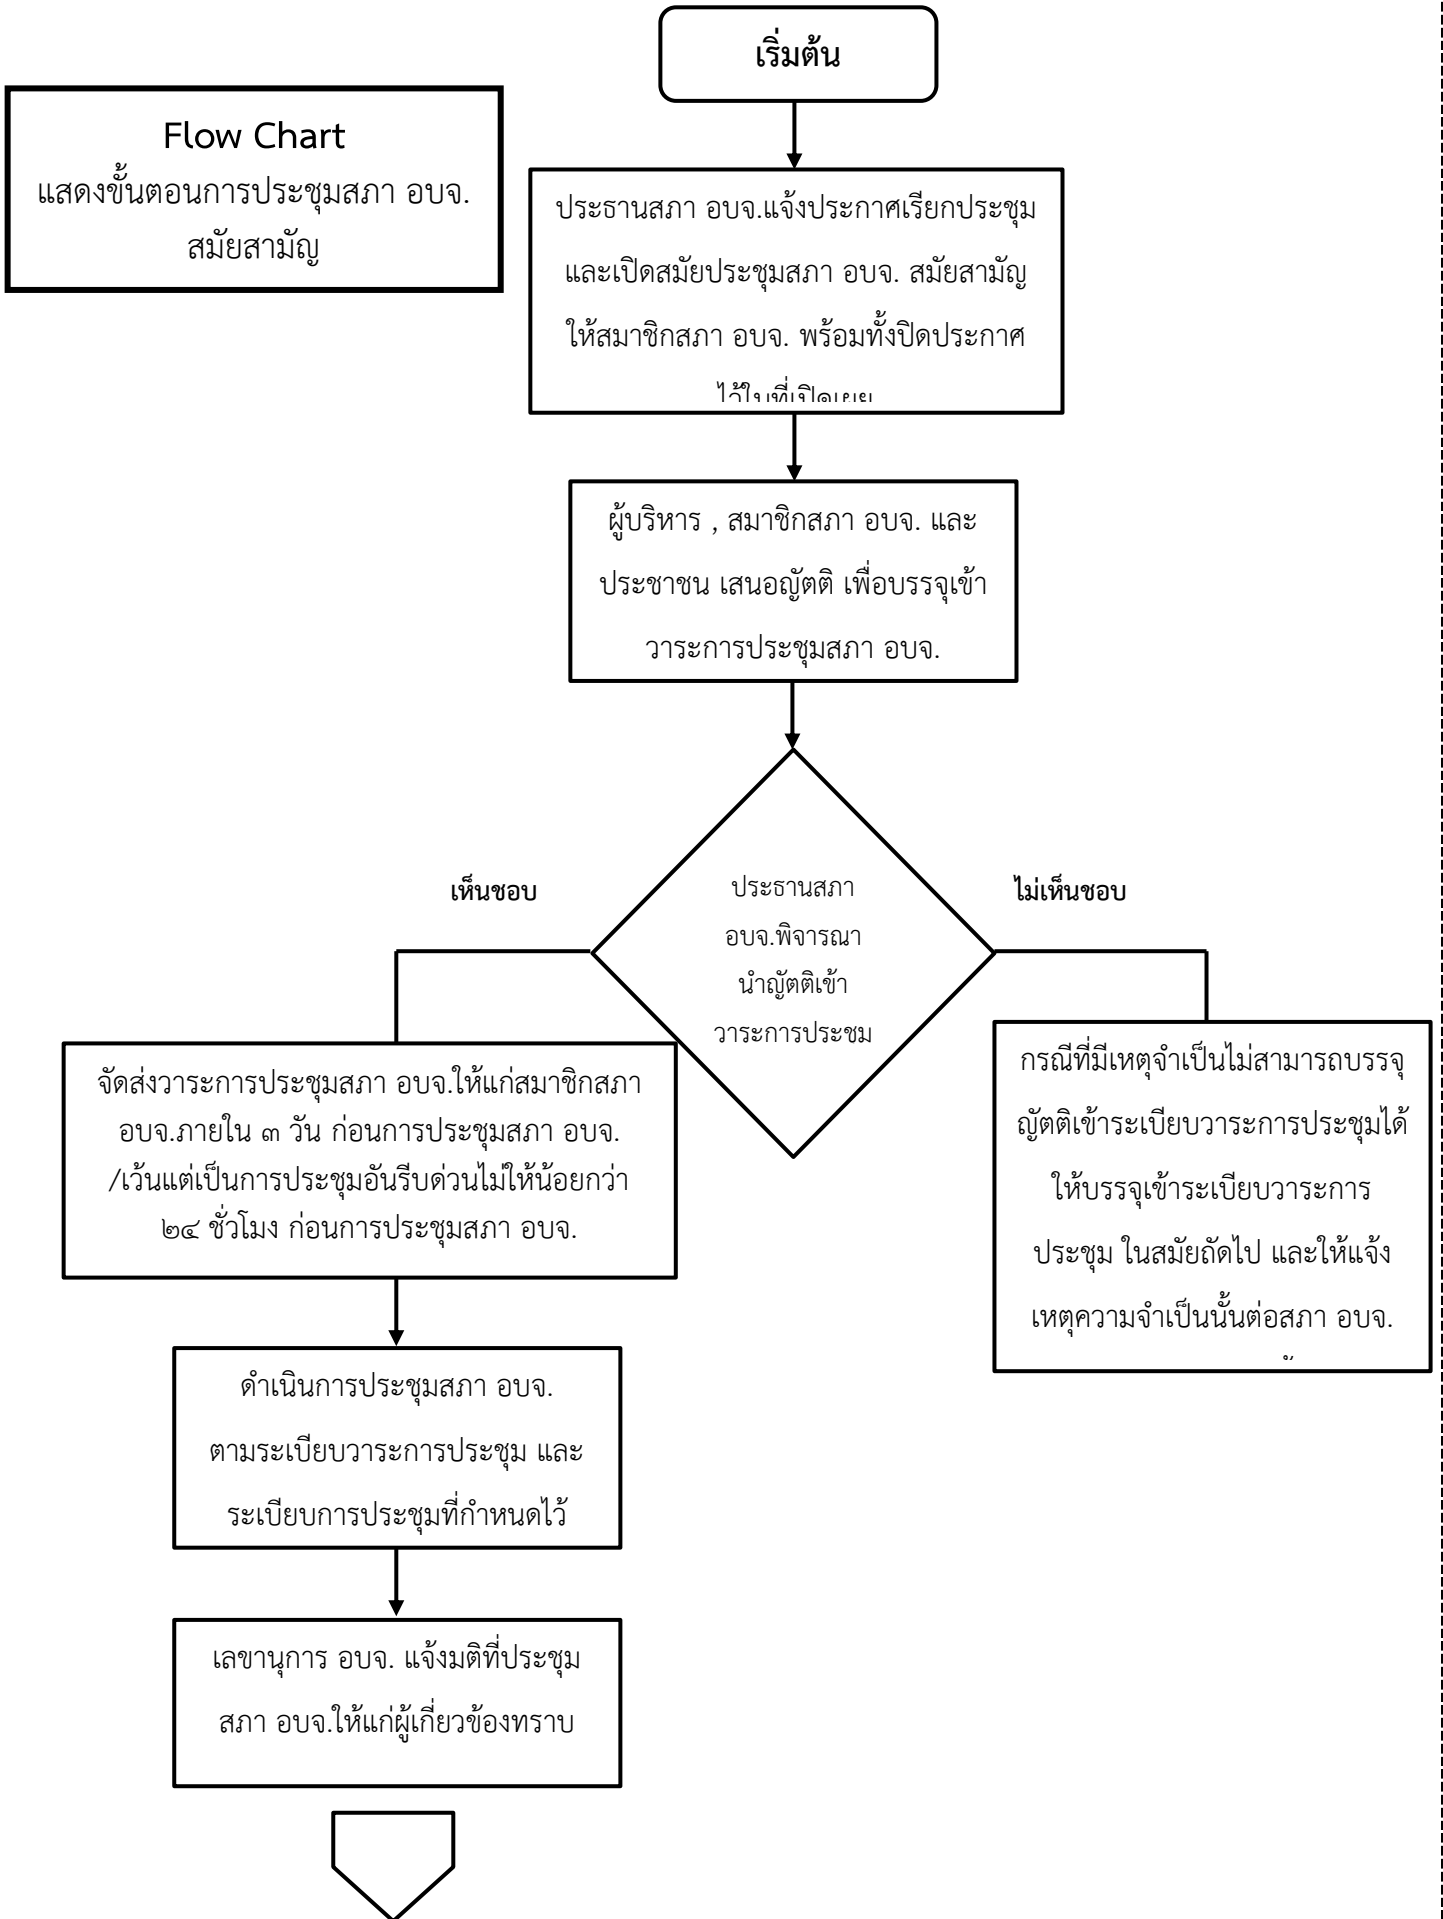 เริ่มต้น
Flow Chart
แสดงขั้นตอนการประชุมสภา อบจ.
สมัยสามัญ
ประธานสภา อบจ.แจ้งประกาศเรียกประชุม
และเปิดสมัยประชุมสภา อบจ. สมัยสามัญ
ให้สมาชิกสภา อบจ. พร้อมทั้งปิดประกาศ
ไว้ในที่เปิดเผย
ผู้บริหาร , สมาชิกสภา อบจ. และ
ประชาชน เสนอญัตติ เพื่อบรรจุเข้า
วาระการประชุมสภา อบจ.
เห็นชอบ
ไม่เห็นชอบ
ประธานสภา
อบจ.พิจารณา
นำญัตติเข้า
วาระการประชม
จัดส่งวาระการประชุมสภา อบจ.ให้แก่สมาชิกสภา
อบจ.ภายใน ๓ วัน ก่อนการประชุมสภา อบจ.
/เว้นแต่เป็นการประชุมอันรีบด่วนไม่ให้น้อยกว่า
๒๔ ชั่วโมง ก่อนการประชุมสภา อบจ.
กรณีที่มีเหตุจำเป็นไม่สามารถบรรจุ
ญัตติเข้าระเบียบวาระการประชุมได้
ให้บรรจุเข้าระเบียบวาระการ
ประชุม ในสมัยถัดไป และให้แจ้ง
เหตุความจำเป็นนั้นต่อสภา อบจ.
ดำเนินการประชุมสภา อบจ.
ตามระเบียบวาระการประชุม และ
ระเบียบการประชุมที่กำหนดไว้
เลขานุการ อบจ. แจ้งมติที่ประชุม
สภา อบจ.ให้แก่ผู้เกี่ยวข้องทราบ